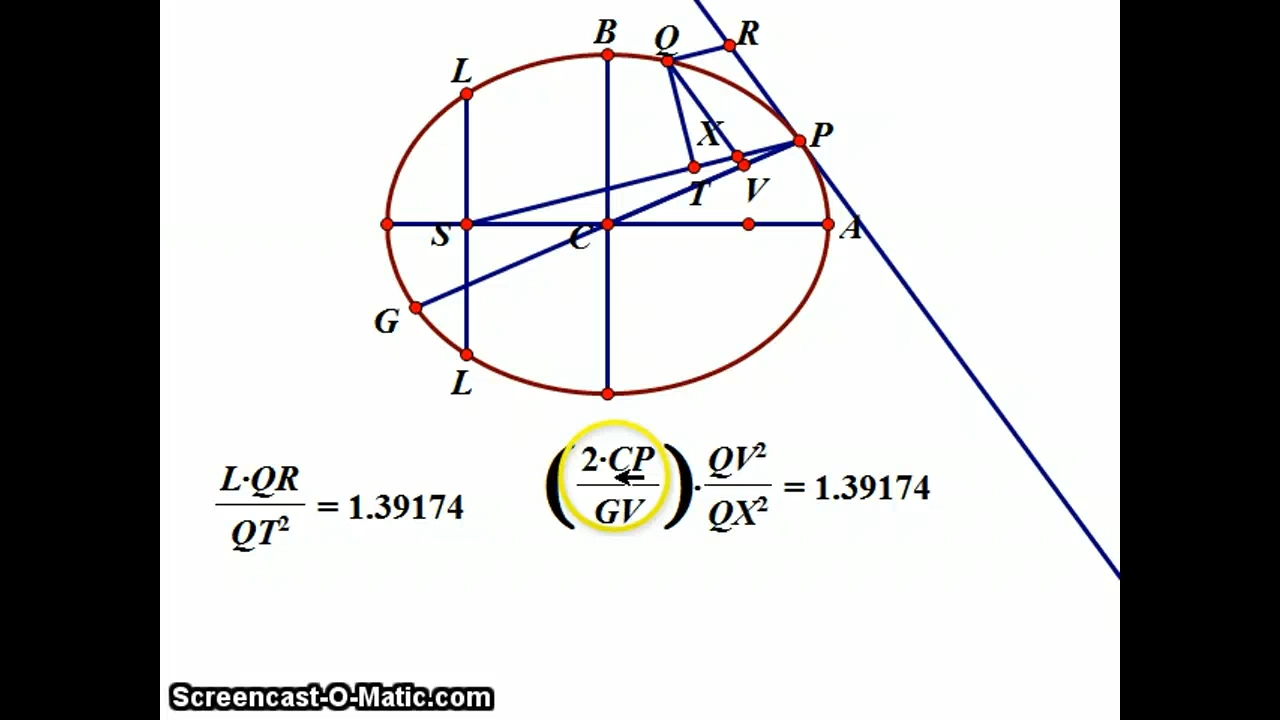 B
Q
R
L
X
P
T
V
S
C
A
G
L
L·QR / QT² = 1.39174
(2·CP / GV) · QV² / QX² = 1.39174
Screencast-O-Matic.com